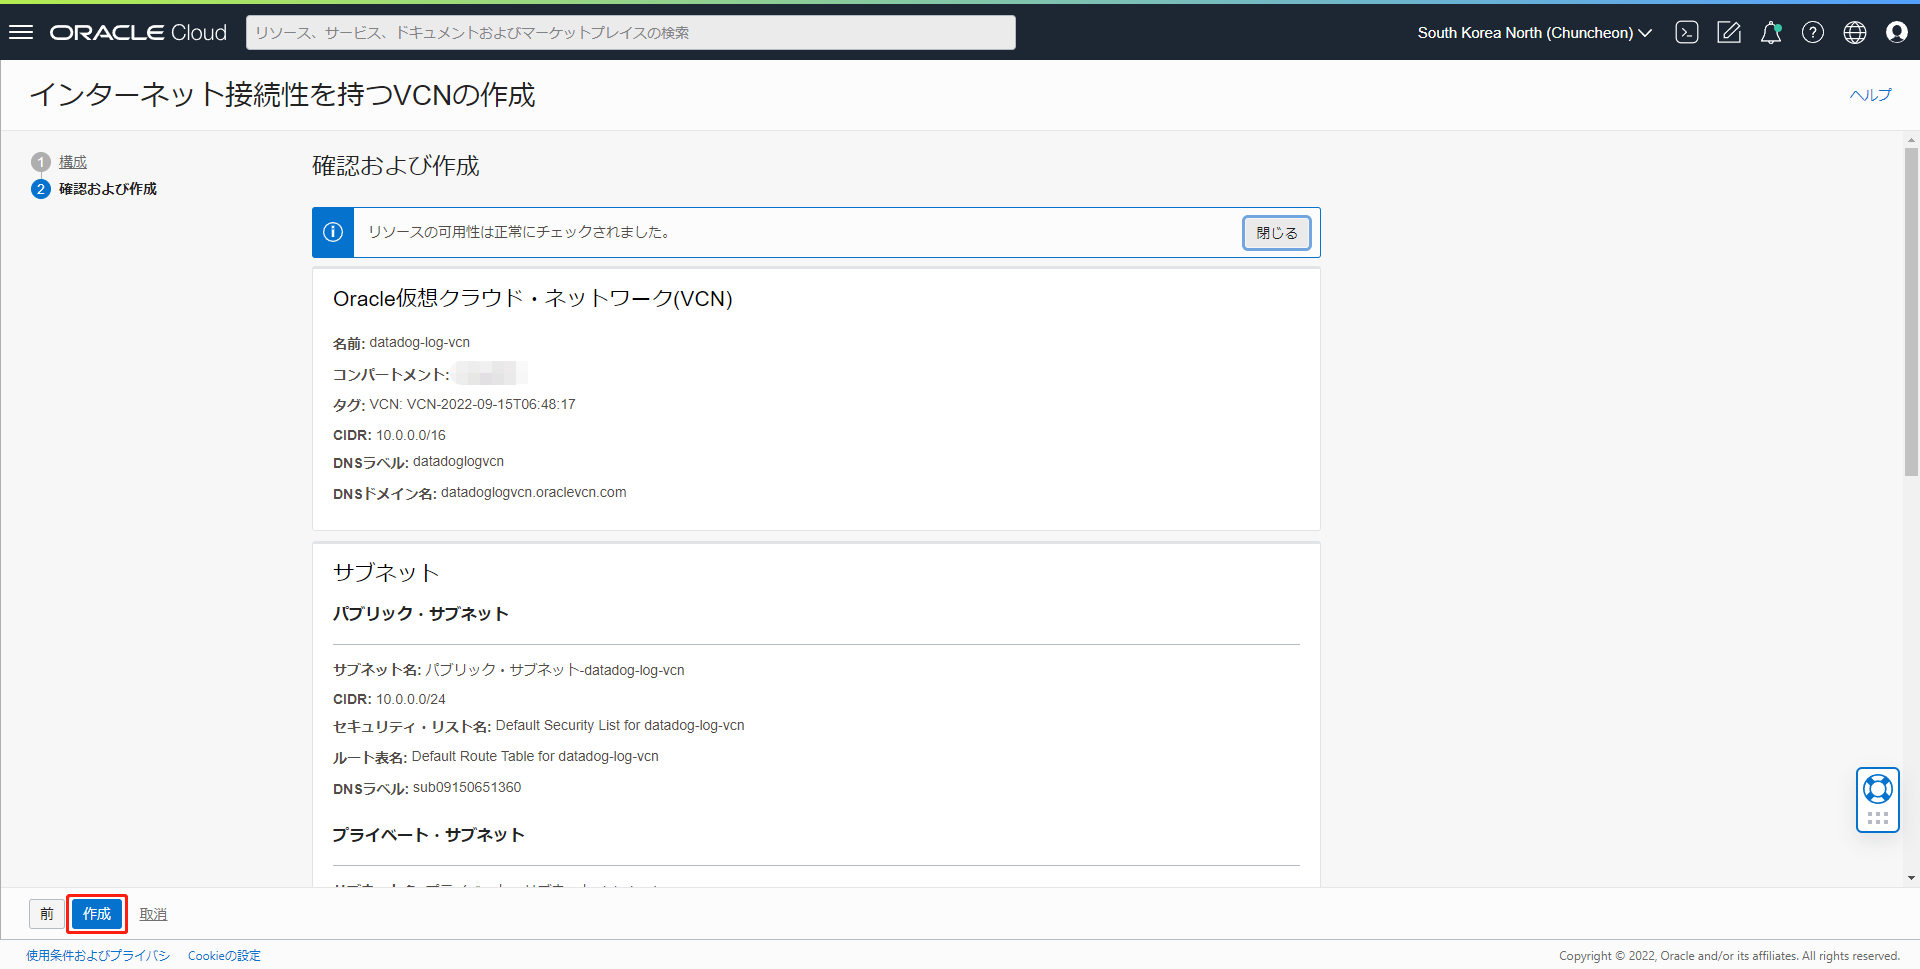 ORACLE Cloud
リソース、サービス、ドキュメントおよびマーケットプレイスの検索
South Korea North (Chuncheon)
インターネット接続性を持つVCNの作成
ヘルプ
1 構成
2 確認および作成
確認および作成
リソースの可用性は正常にチェックされました。
閉じる
Oracle仮想クラウド・ネットワーク(VCN)
名前: datadog-log-vcn
コンパートメント:
タグ: VCN: VCN-2022-09-15T06:48:17
CIDR: 10.0.0.0/16
DNSラベル: datadoglogvcn
DNSドメイン名: datadoglogvcn.oraclevcn.com
サブネット
パブリック・サブネット
サブネット名: パブリック・サブネット-datadog-log-vcn
CIDR: 10.0.0.0/24
セキュリティ・リスト名: Default Security List for datadog-log-vcn
ルート表名: Default Route Table for datadog-log-vcn
DNSラベル: sub09150651360
プライベート・サブネット
前
作成
取消
使用条件およびプライバシ
Cookieの設定
Copyright © 2022, Oracle and/or its affiliates. All rights reserved.